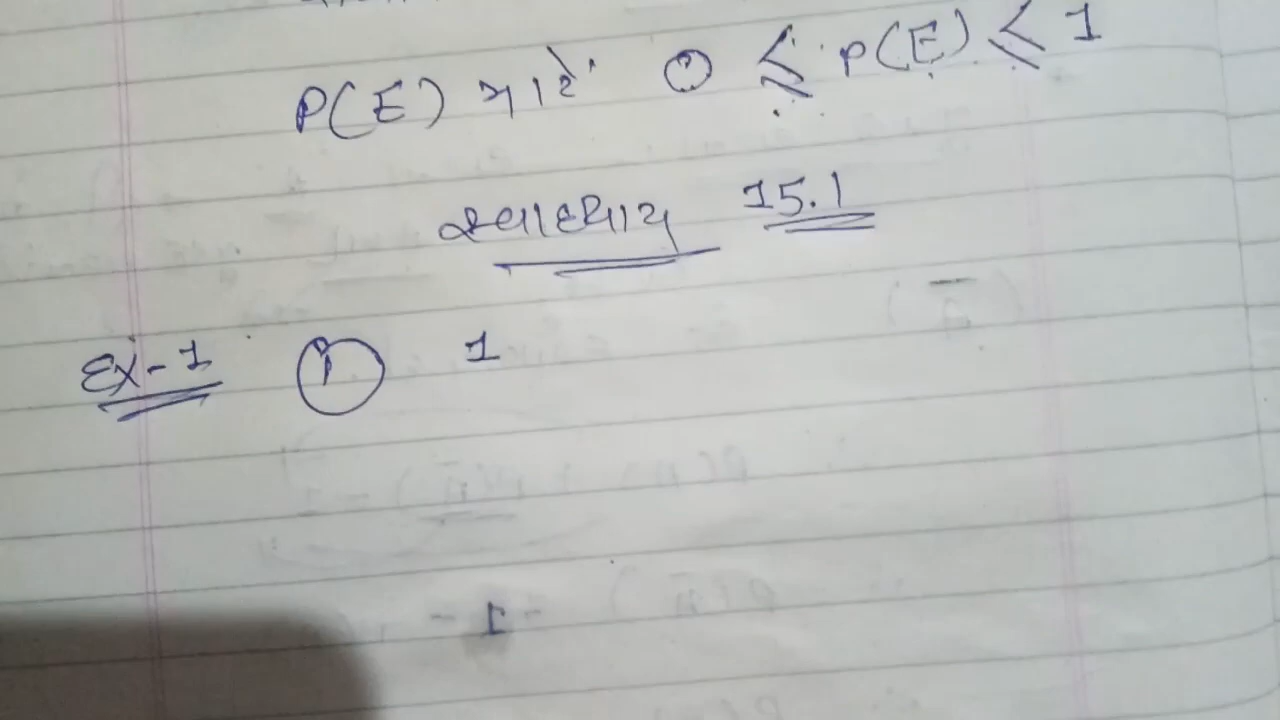 P(E) માટે 0 ≤ P(E) ≤ 1
સ્વાધ્યાય 15.1
Ex-1 (i) 1